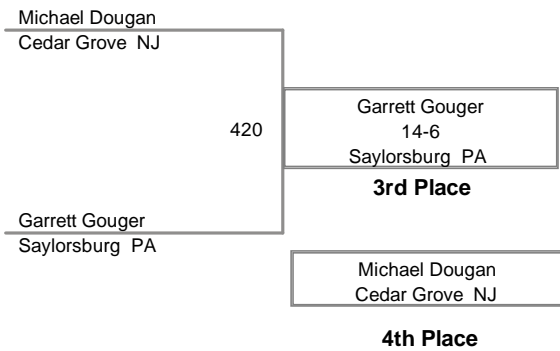 Michael Dougan
Cedar Grove NJ
420
Garrett Gouger
14-6
Saylorsburg PA
3rd Place
Garrett Gouger
Saylorsburg PA
Michael Dougan
Cedar Grove NJ
4th Place